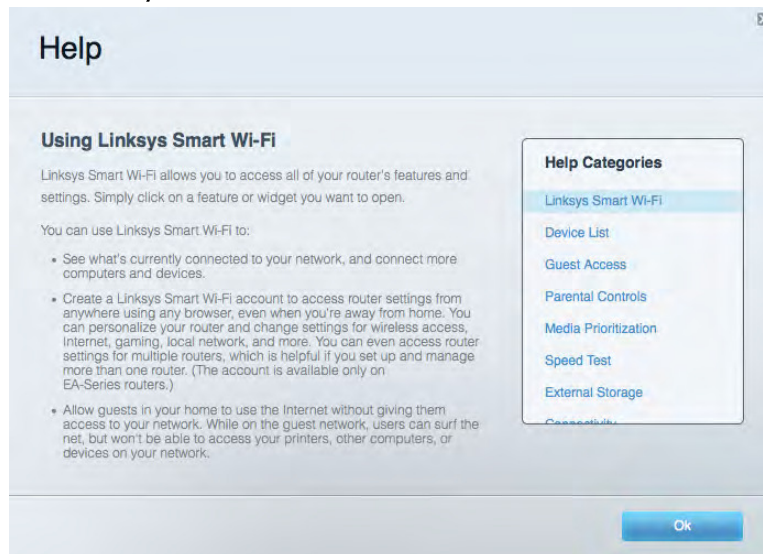 Help
Using Linksys Smart Wi-Fi
Linksys Smart Wi-Fi allows you to access all of your router's features and
settings. Simply click on a feature or widget you want to open.
You can use Linksys Smart Wi-Fi to:
• See what's currently connected to your network, and connect more
computers and devices.
• Create a Linksys Smart Wi-Fi account to access router settings from
anywhere using any browser, even when you're away from home. You
can personalize your router and change settings for wireless access,
Internet, gaming, local network, and more. You can even access router
settings for multiple routers, which is helpful if you set up and manage
more than one router. (The account is available only on
EA-Series routers.)
• Allow guests in your home to use the Internet without giving them
access to your network. While on the guest network, users can surf the
net, but won't be able to access your printers, other computers, or
devices on your network.
Help Categories
Linksys Smart Wi-Fi
Device List
Guest Access
Parental Controls
Media Prioritization
Speed Test
External Storage
Connectivity
Ok